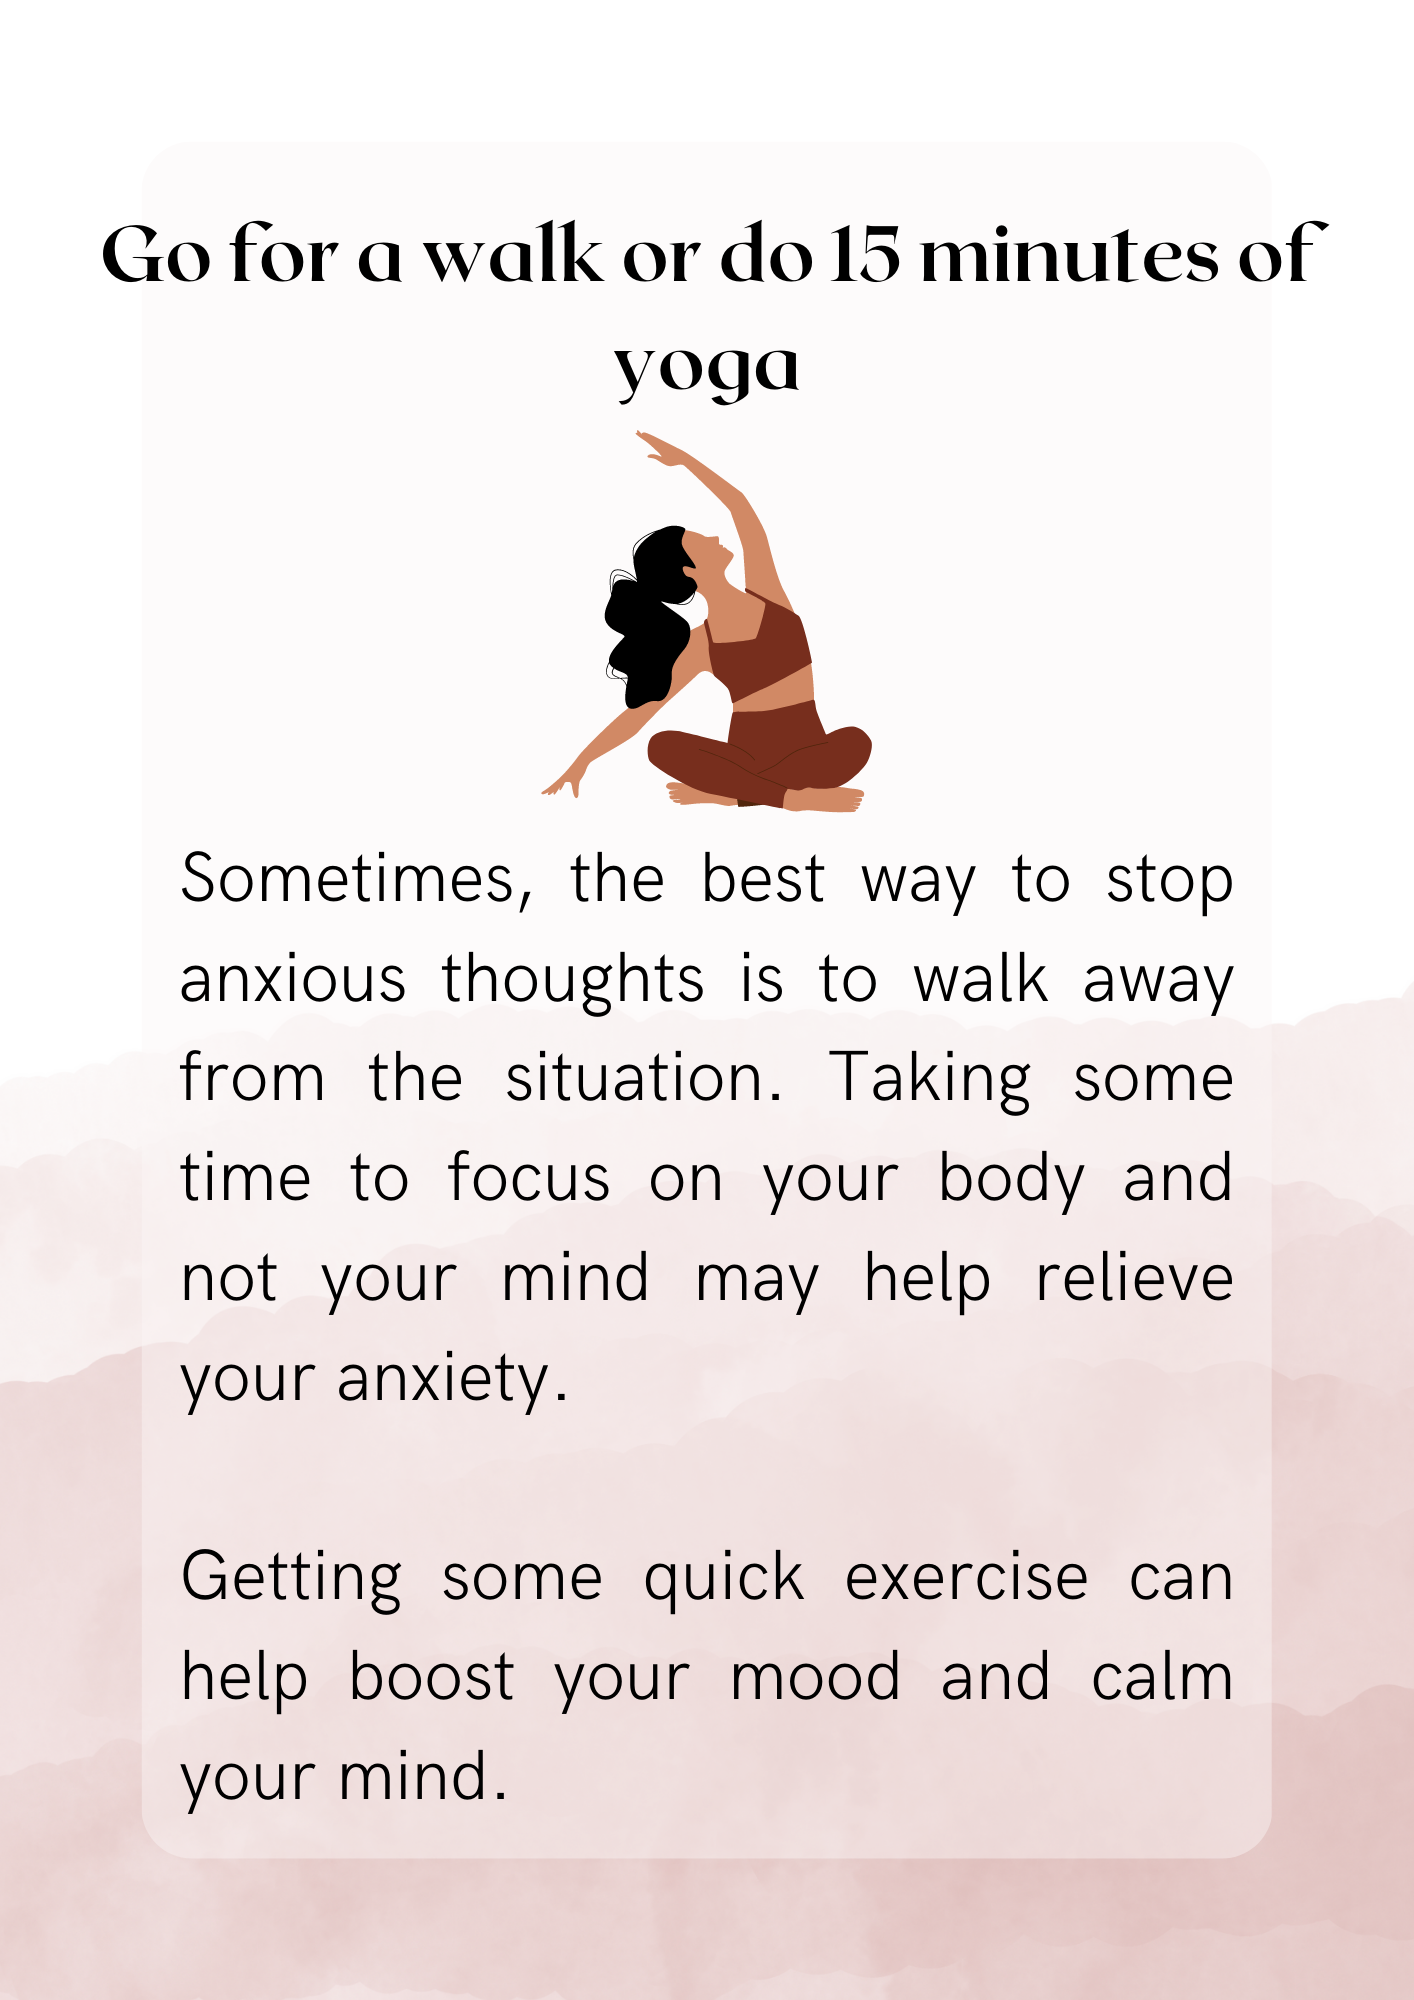 Go for a walk or do 15 minutes of
yoga
Sometimes, the best way to stop
anxious thoughts is to walk away
from the situation. Taking some
time to focus on your body and
not your mind may help relieve
your anxiety.
Getting some quick exercise can
help boost your mood and calm
your mind.